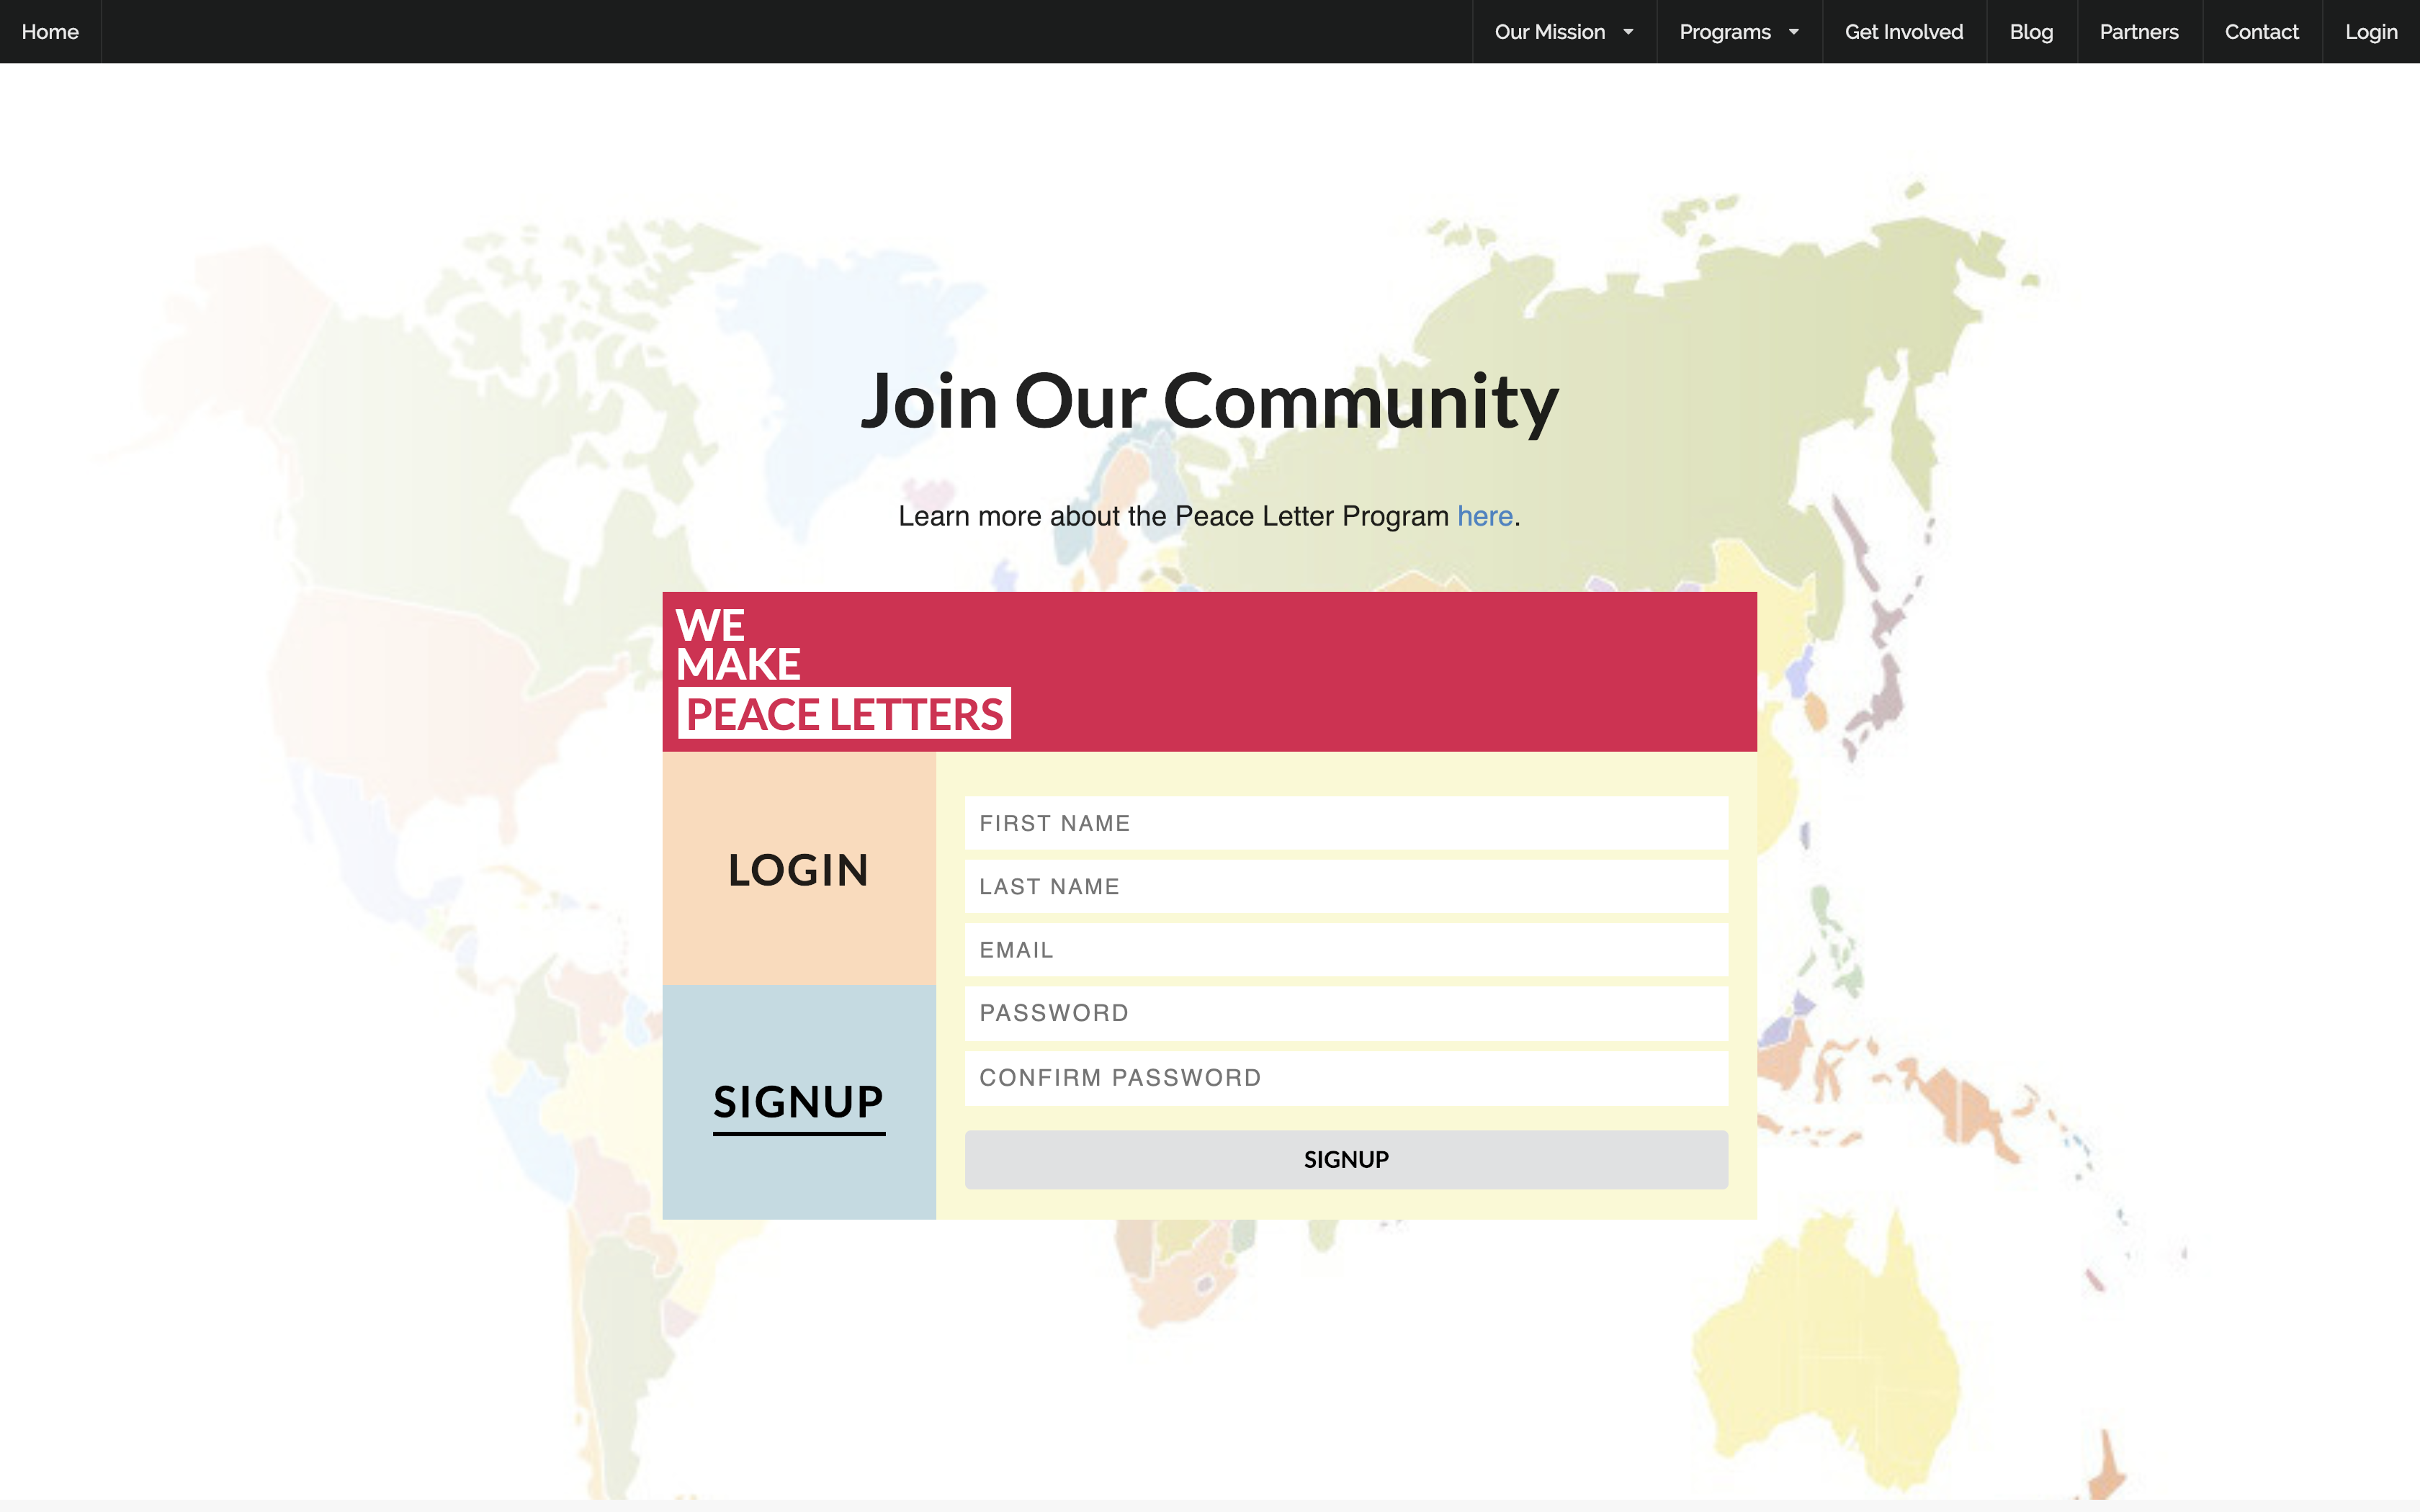 Home Our Mission Programs Get Involved Blog Partners Contact Login
Join Our Community
Learn more about the Peace Letter Program here.
WE
MAKE
PEACE LETTERS
LOGIN
SIGNUP
FIRST NAME
LAST NAME
EMAIL
PASSWORD
CONFIRM PASSWORD
SIGNUP